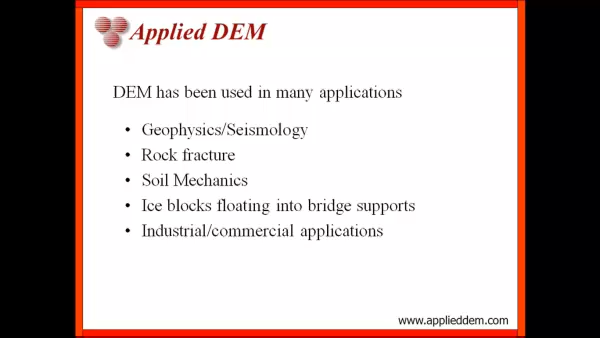 Applied DEM
DEM has been used in many applications
• Geophysics/Seismology
• Rock fracture
• Soil Mechanics
• Ice blocks floating into bridge supports
• Industrial/commercial applications
www.applieddem.com